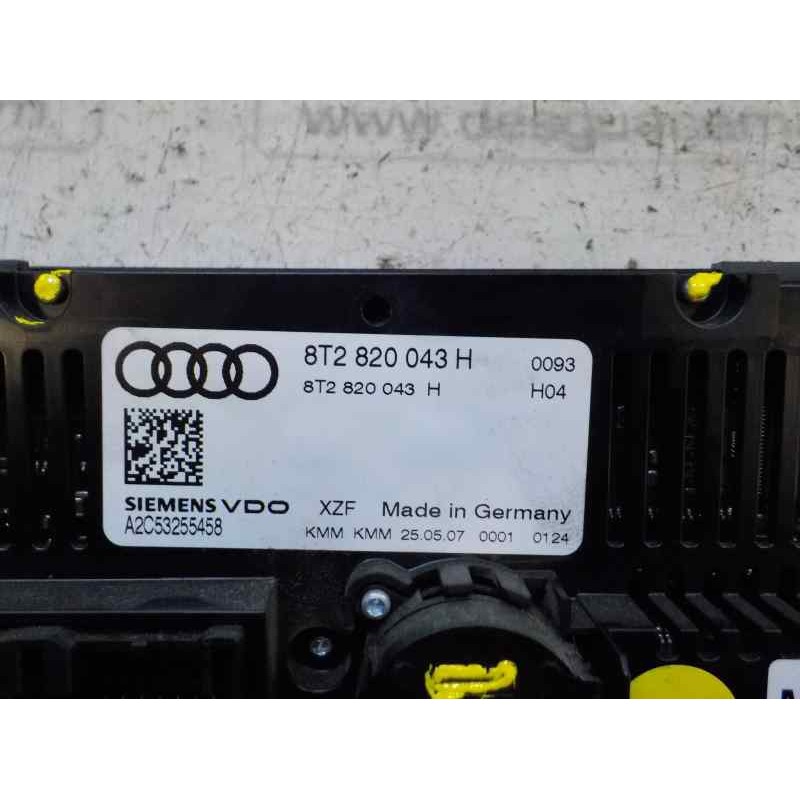 8T2 820 043 H 0093
8T2 820 043 H H04
SIEMENS VDO XZF Made in Germany
A2C53255458 KMM KMM 25.05.07 0001 0124